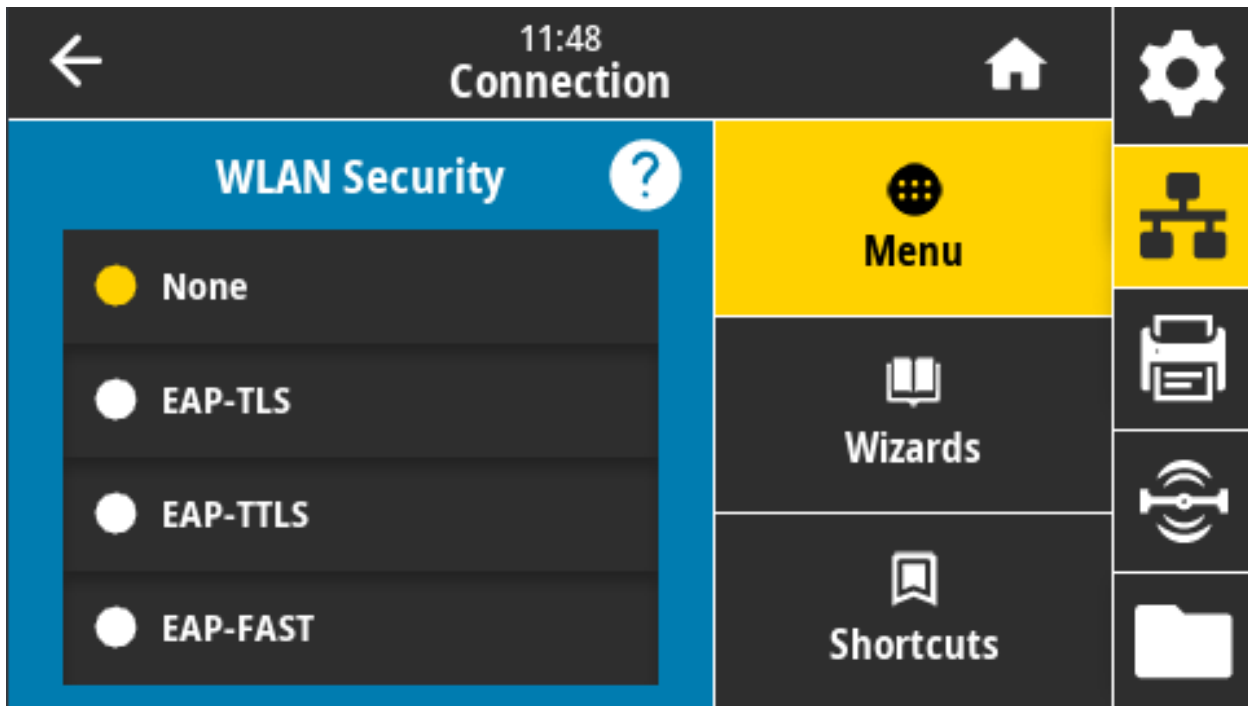 11:48
Connection
WLAN Security
?
None
EAP-TLS
EAP-TTLS
EAP-FAST
Menu
Wizards
Shortcuts